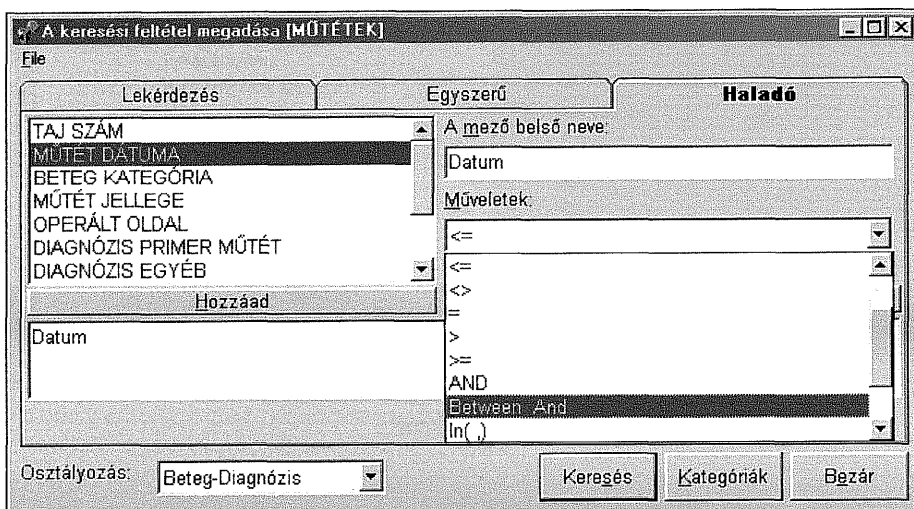 A keresési feltétel megadása [MŰTÉTEK]
File
Lekérdezés
Egyszerű
Haladó
TAJ SZÁM
MŰTÉT DÁTUMA
BETEG KATEGÓRIA
MŰTÉT JELLEGE
OPERÁLT OLDAL
DIAGNÓZIS PRIMER MŰTÉT
DIAGNÓZIS EGYÉB
Hozzáad
Datum
A mező belső neve:
Datum
Műveletek:
<=
<=
<>
=
>
>=
AND
Between And
In( ,)
Osztályozás:
Beteg-Diagnózis
Keresés
Kategóriák
Bezár